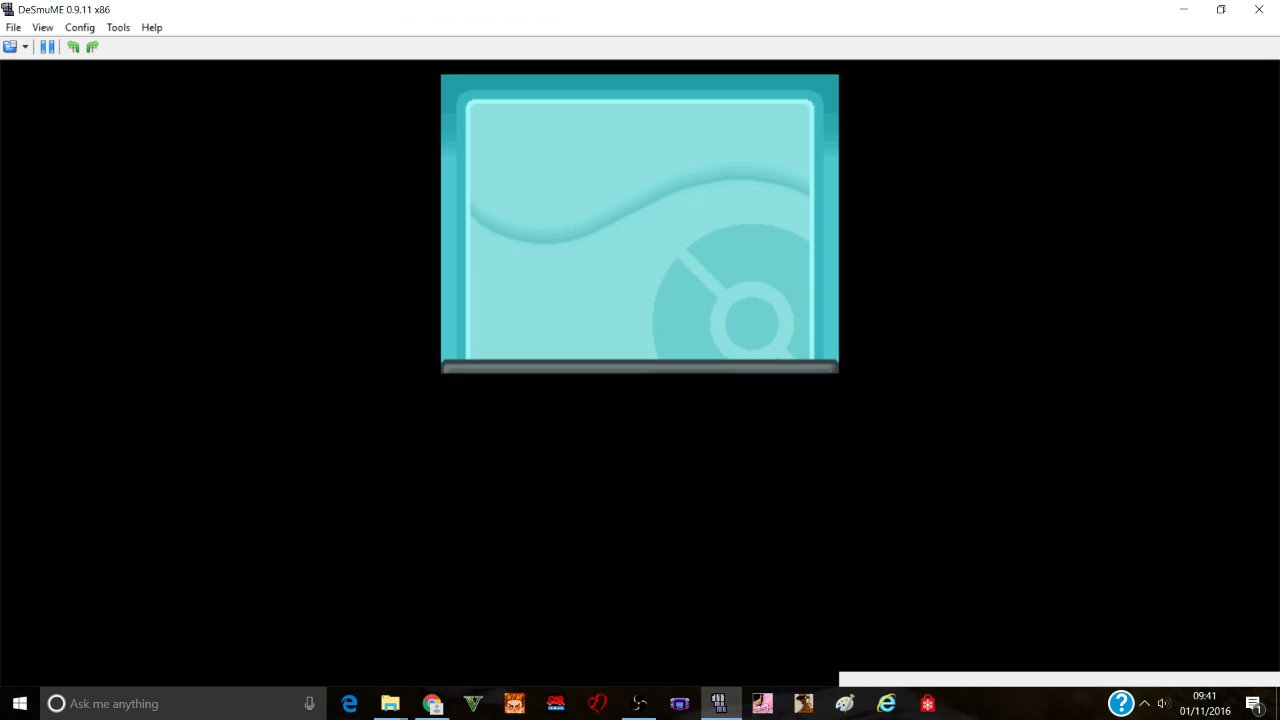 DeSmuME 0.9.11 x86
File View Config Tools Help
Ask me anything
09:41
01/11/2016